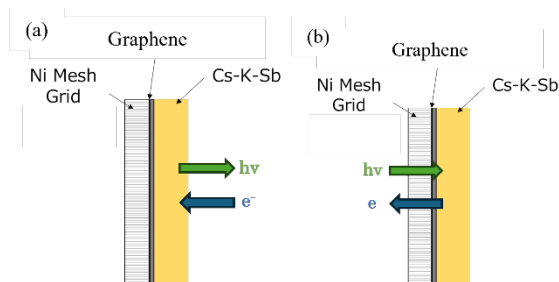 (a)
Graphene
Ni Mesh
Grid
Cs-K-Sb
hν
e⁻
(b)
Graphene
Ni Mesh
Grid
Cs-K-Sb
hν
e⁻